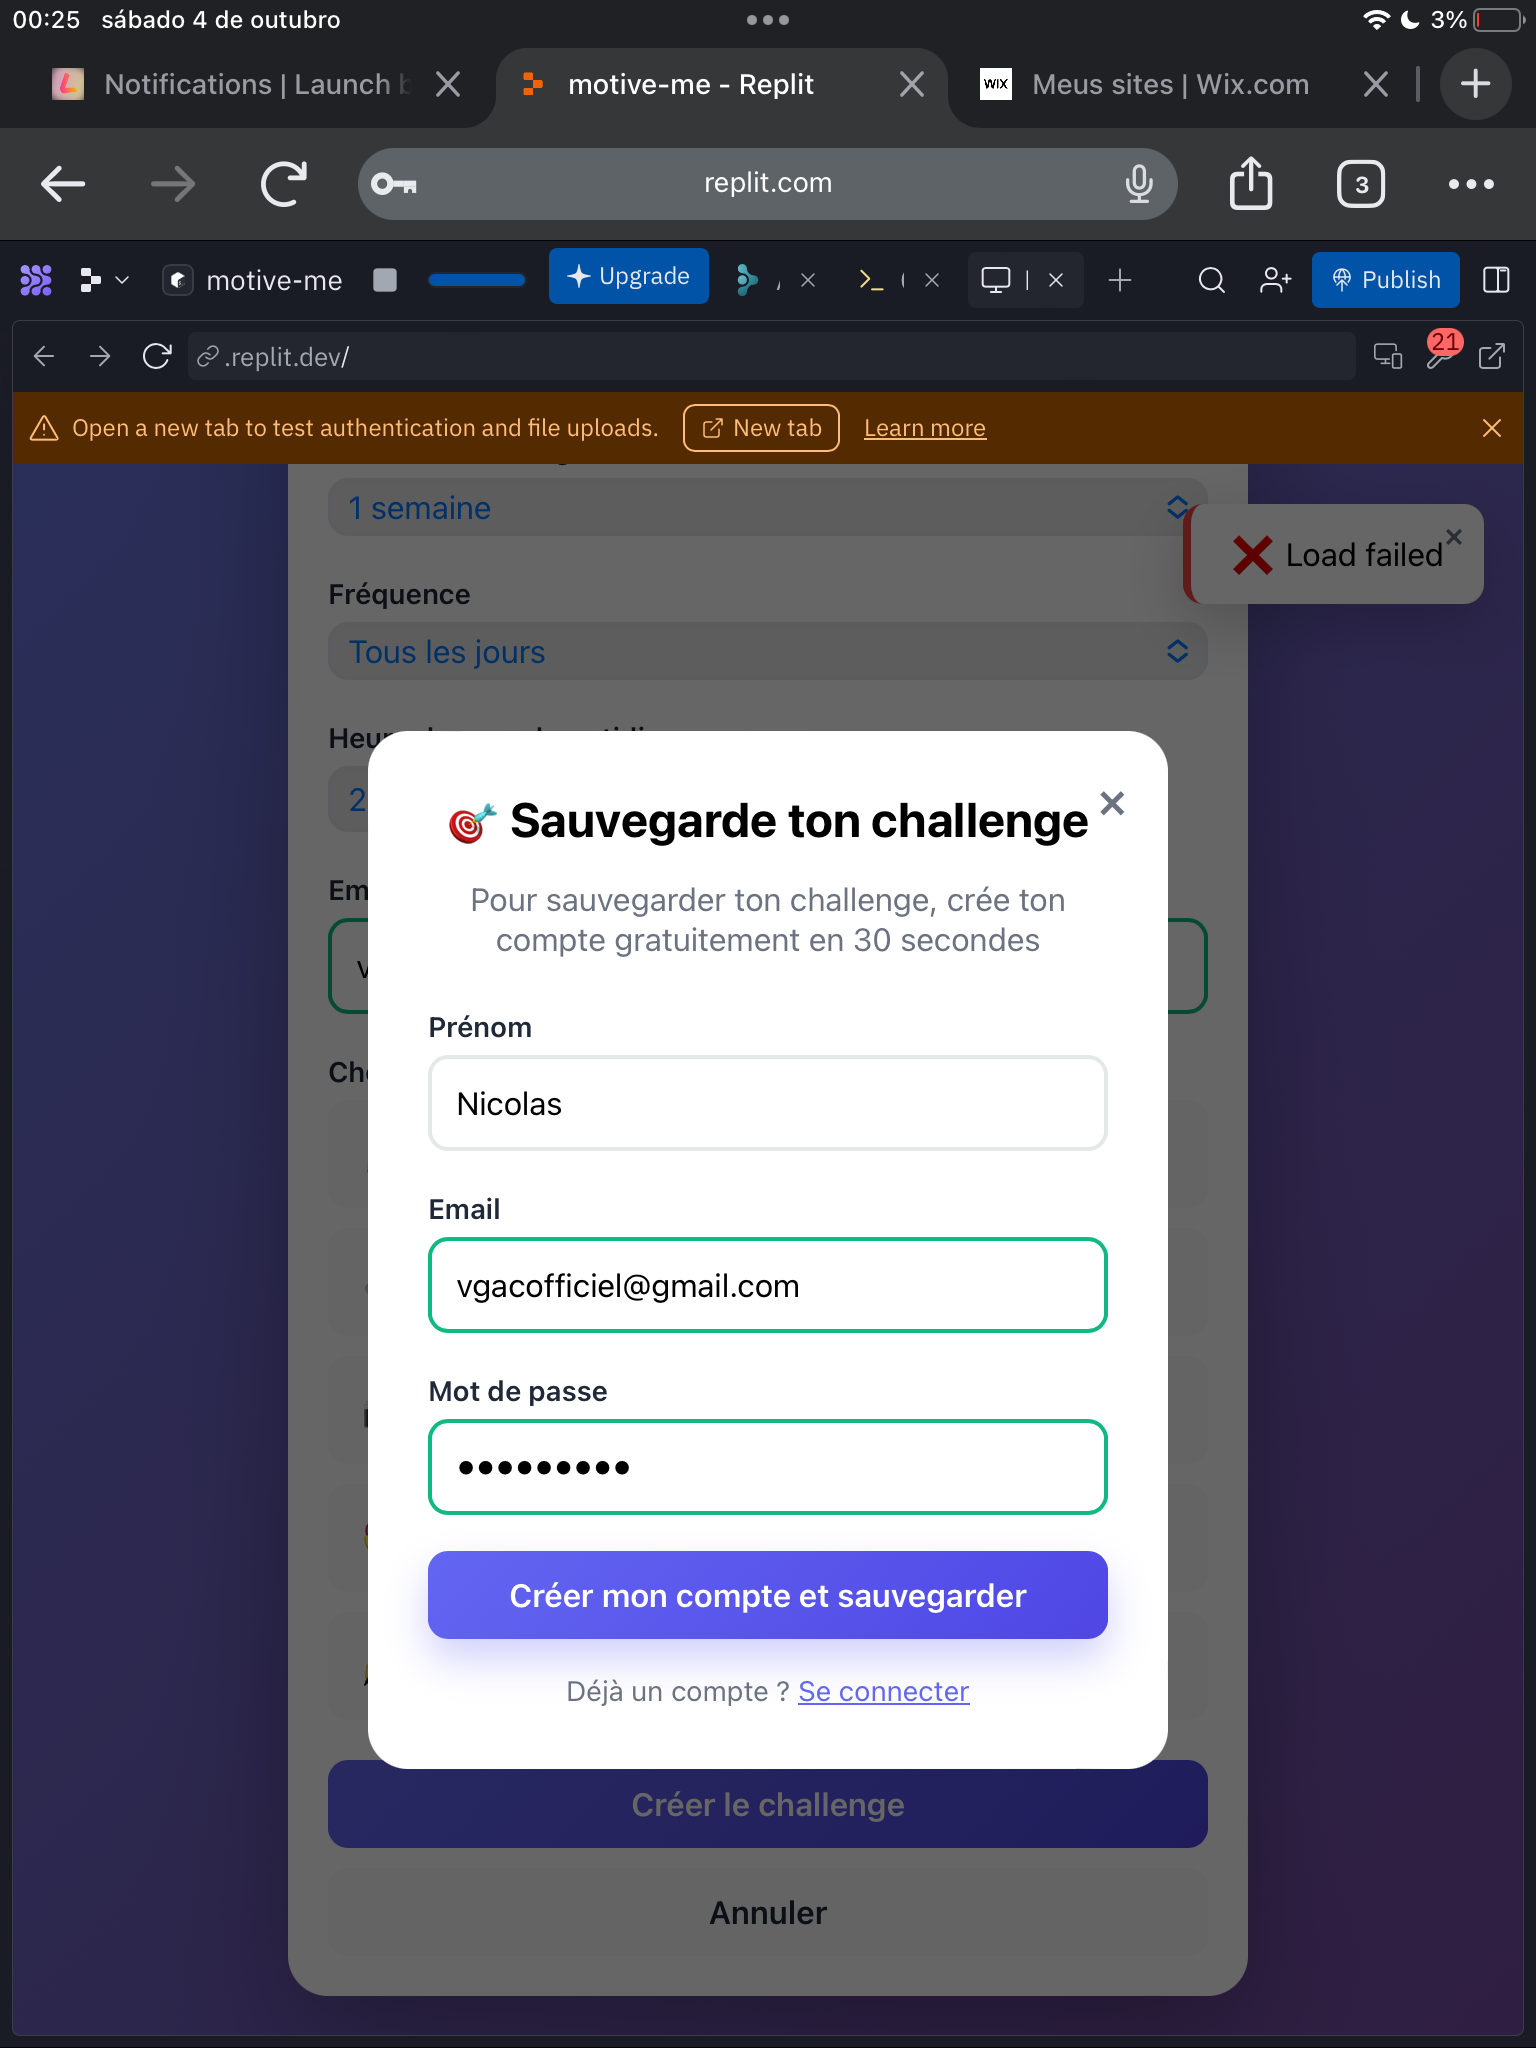 00:25 sábado 4 de outubro
3%
Notifications | Launch
motive-me - Replit
WIX Meus sites | Wix.com
replit.com
3
motive-me
Upgrade
Publish
.replit.dev/
21
Open a new tab to test authentication and file uploads.
New tab
Learn more
1 semaine
Load failed
Fréquence
Tous les jours
🎯 Sauvegarde ton challenge
Pour sauvegarder ton challenge, crée ton
compte gratuitement en 30 secondes
Prénom
Nicolas
Email
vgacofficiel@gmail.com
Mot de passe
•••••••••
Créer mon compte et sauvegarder
Déjà un compte ? Se connecter
Créer le challenge
Annuler